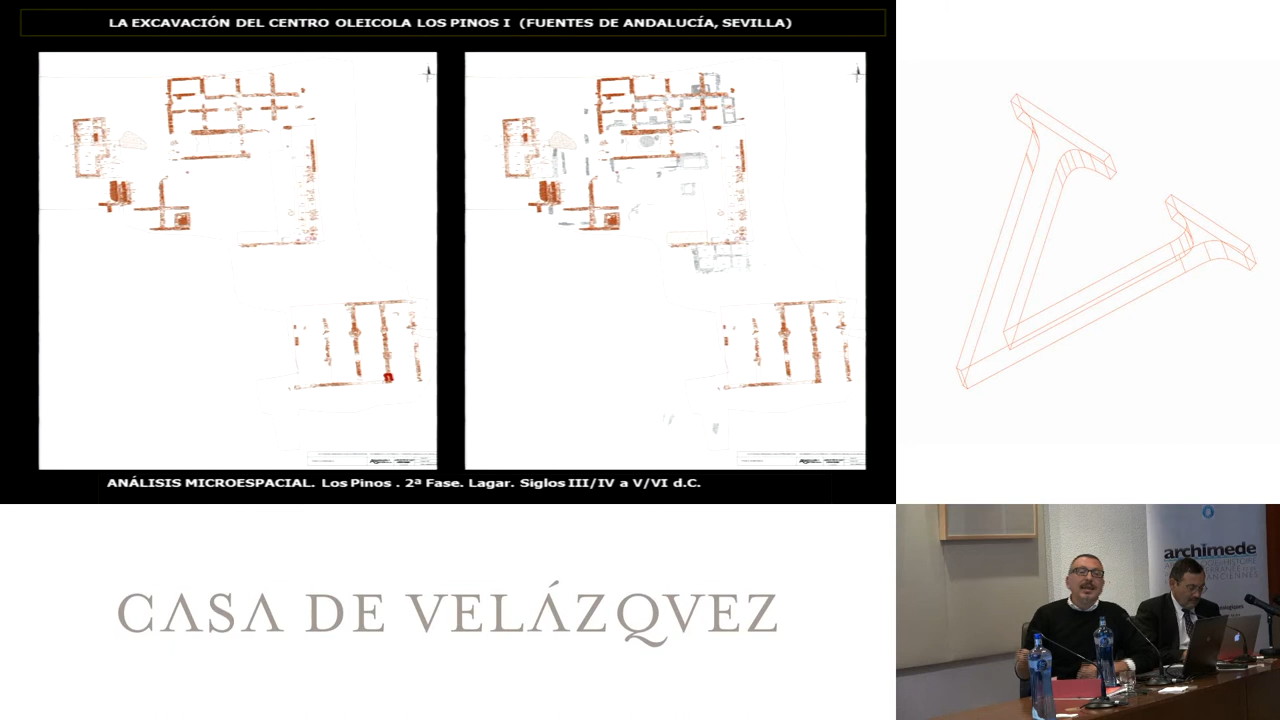 LA EXCAVACIÓN DEL CENTRO OLEICOLA LOS PINOS I (FUENTES DE ANDALUCÍA, SEVILLA)
ANÁLISIS MICROESPACIAL. Los Pinos . 2ª Fase. Lagar. Siglos III/IV a V/VI d.C.
CASA DE VELÁZQVEZ
archimede